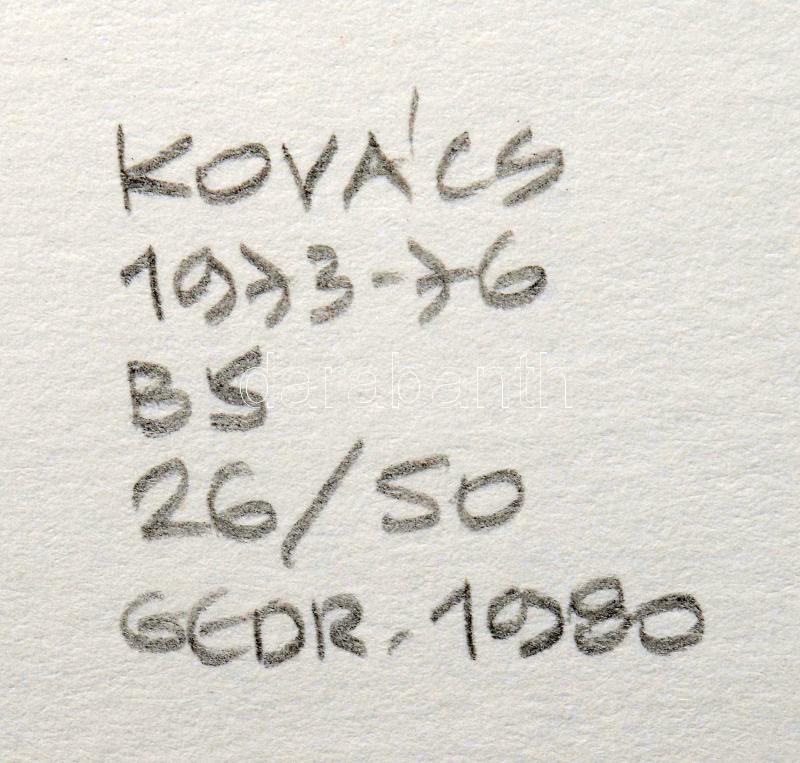 KOVÁCS
1973-76
BS
darabanth
26/50
GEDR. 1980